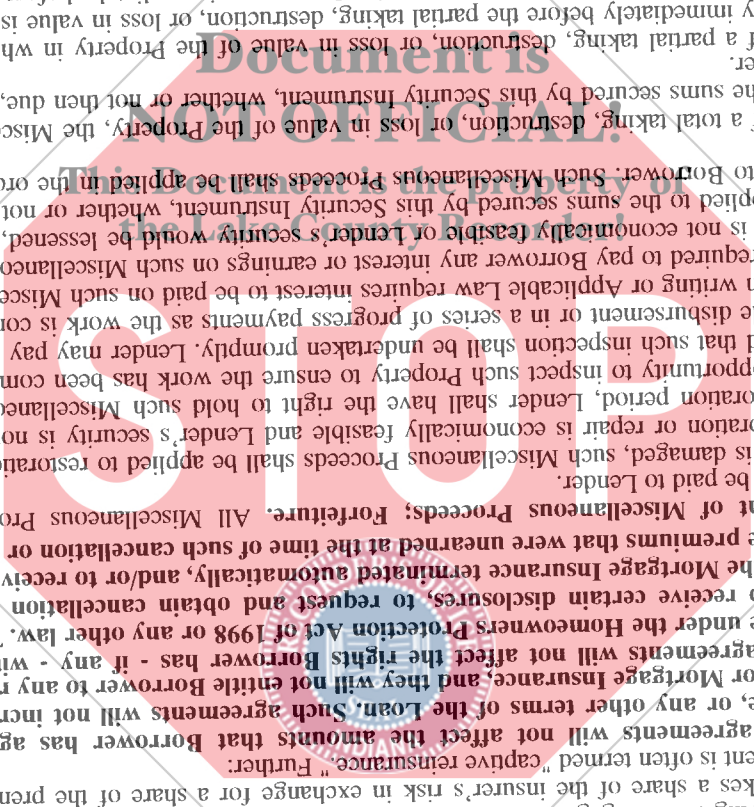 Document is
NOT OFFICIAL!
This Document is the property of
the Lake County Recorder!
STOP
SEAL
INDIANA
kes a share of the insurer's risk in exchange for a share of the prem
ent is often termed "captive reinsurance." Further:
agreements will not affect the amounts that Borrower has ag
e, or any other terms of the Loan. Such agreements will not incr
or Mortgage Insurance, and they will not entitle Borrower to any r
agreements will not affect the rights Borrower has - if any - wi
e under the Homeowners Protection Act of 1998 or any other law.
o receive certain disclosures, to request and obtain cancellation
he Mortgage Insurance terminated automatically, and/or to receiv
e premiums that were unearned at the time of such cancellation or
nt of Miscellaneous Proceeds; Forfeiture. All Miscellaneous Pro
be paid to Lender.
is damaged, such Miscellaneous Proceeds shall be applied to restoratio
oration or repair is economically feasible and Lender's security is no
oration period, Lender shall have the right to hold such Miscellaneo
opportunity to inspect such Property to ensure the work has been com
d that such inspection shall be undertaken promptly. Lender may pay
e disbursement or in a series of progress payments as the work is co
n writing or Applicable Law requires interest to be paid on such Misce
required to pay Borrower any interest or earnings on such Miscellaneo
is not economically feasible or Lender's security would be lessened,
pplied to the sums secured by this Security Instrument, whether or not
to Borrower. Such Miscellaneous Proceeds shall be applied in the or
f a total taking, destruction, or loss in value of the Property, the Misc
he sums secured by this Security Instrument, whether or not then due,
er.
f a partial taking, destruction, or loss in value of the Property in wh
y immediately before the partial taking, destruction, or loss in value is